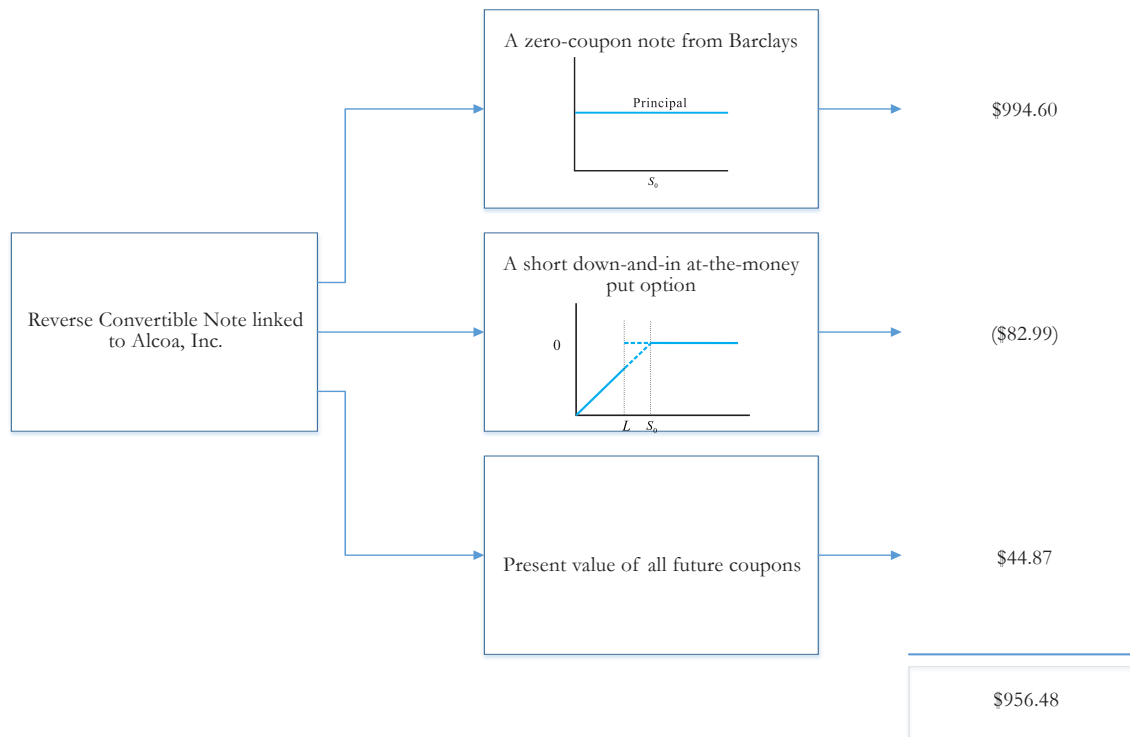 A zero-coupon note from Barclays
Principal
S₀
$994.60
Reverse Convertible Note linked
to Alcoa, Inc.
A short down-and-in at-the-money
put option
0
L S₀
($82.99)
Present value of all future coupons
$44.87
$956.48